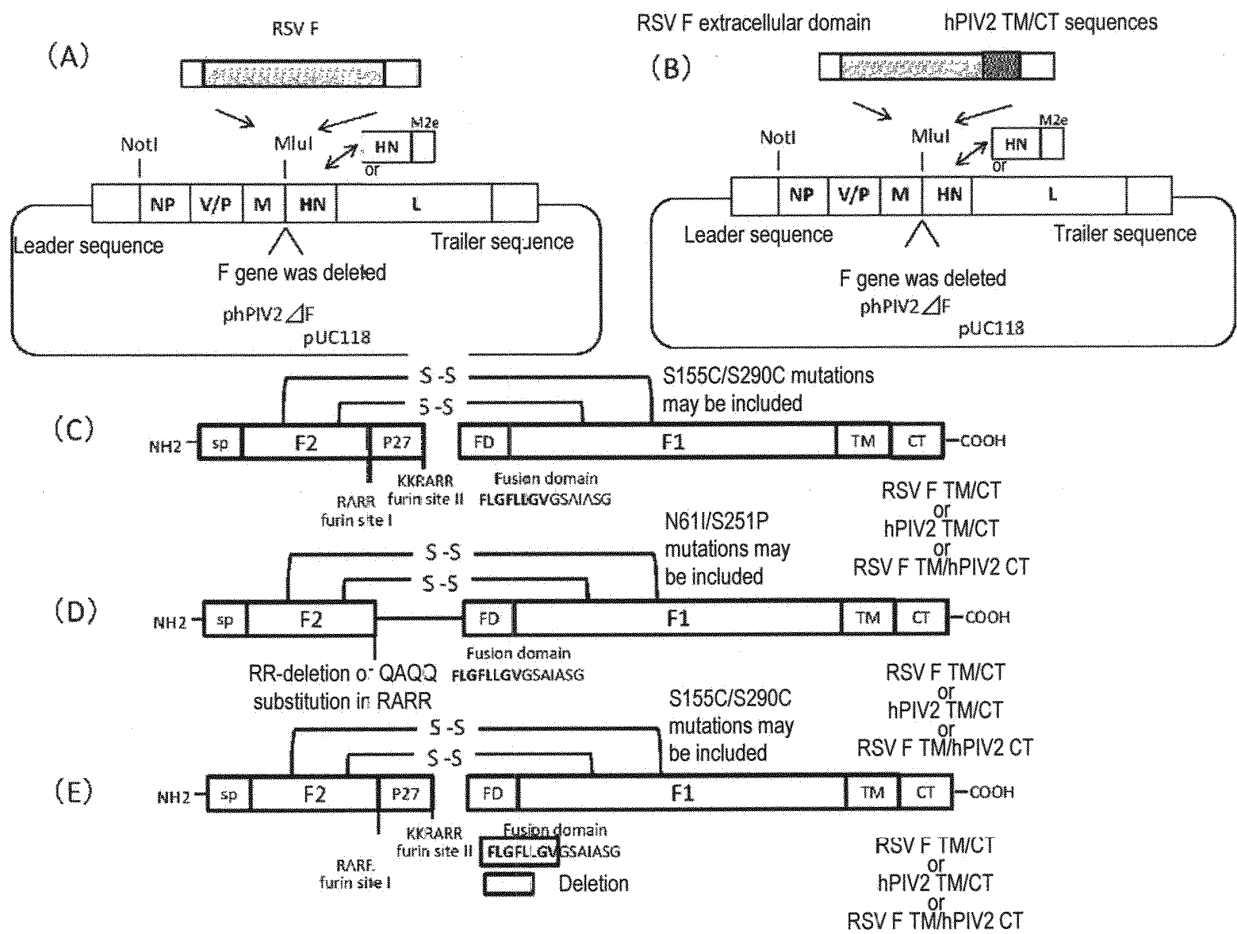 (A)
RSV F
NotI
MluI
M2e
HN
or
NP V/P M HN L
Leader sequence
Trailer sequence
F gene was deleted
phPIV2⊿F
pUC118
(B)
RSV F extracellular domain
hPIV2 TM/CT sequences
NotI
MluI
M2e
HN
or
NP V/P M HN L
Leader sequence
Trailer sequence
F gene was deleted
phPIV2⊿F
pUC118
(C)
S -S
S -S
S155C/S290C mutations
may be included
NH2 sp F2 P27 FD F1 TM CT COOH
RARR
furin site I
KKRARR
furin site II
Fusion domain
FLGFLLGVGSAIASG
RSV F TM/CT
or
hPIV2 TM/CT
or
RSV F TM/hPIV2 CT
(D)
S -S
S -S
N61I/S251P
mutations may
be included
NH2 sp F2 FD F1 TM CT COOH
RR-deletion or QAQQ
substitution in RARR
Fusion domain
FLGFLLGVGSAIASG
RSV F TM/CT
or
hPIV2 TM/CT
or
RSV F TM/hPIV2 CT
(E)
S -S
S -S
S155C/S290C
mutations may
be included
NH2 sp F2 P27 FD F1 TM CT COOH
RARR
furin site I
KKRARR
furin site II
Fusion domain
FLGFLLGVGSAIASG
Deletion
RSV F TM/CT
or
hPIV2 TM/CT
or
RSV F TM/hPIV2 CT